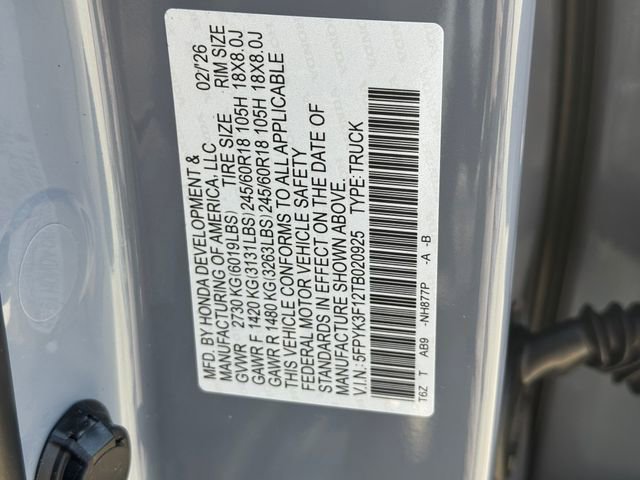 MFD. BY HONDA DEVELOPMENT & 02/'26
MANUFACTURING OF AMERICA, LLC
TIRE SIZE RIM SIZE
GVWR 2730 KG(6019LBS)
GAWR F 1420 KG(3131LBS) 245/60R18 105H 18X8.0J
GAWR R 1480 KG(3263LBS) 245/60R18 105H 18X8.0J
THIS VEHICLE CONFORMS TO ALL APPLICABLE
FEDERAL MOTOR VEHICLE SAFETY
STANDARDS IN EFFECT ON THE DATE OF
MANUFACTURE SHOWN ABOVE.
V.I.N.: 5FPYK3F12TB020925 TYPE: TRUCK
T6Z T AB9 -NH877P -A -B